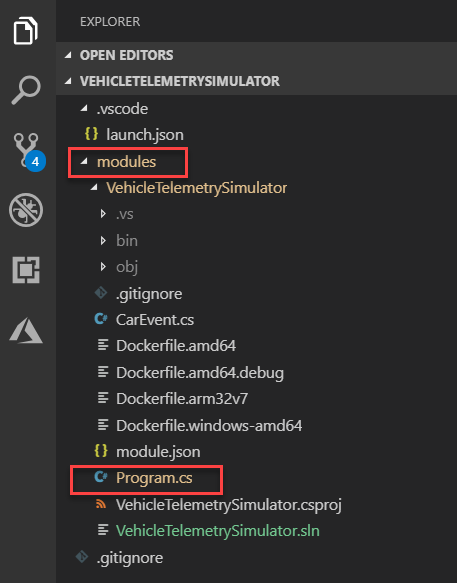 EXPLORER
OPEN EDITORS
VEHICLETELEMETRYSIMULATOR
.vscode
{ } launch.json
modules
VehicleTelemetrySimulator
.vs
4
bin
obj
.gitignore
C# CarEvent.cs
Dockerfile.amd64
Dockerfile.amd64.debug
Dockerfile.arm32v7
Dockerfile.windows-amd64
{ } module.json
C# Program.cs
VehicleTelemetrySimulator.csproj
VehicleTelemetrySimulator.sln
.gitignore